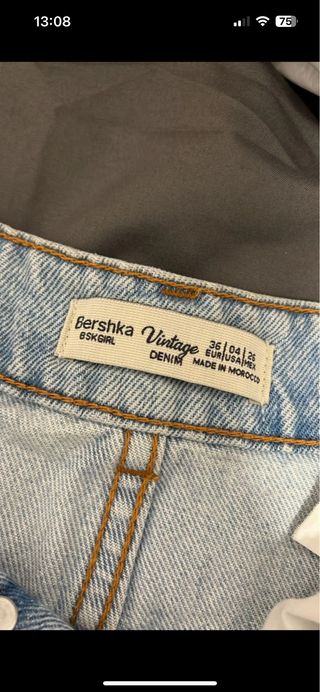 13:08
75
Bershka Vintage 36|04|26
BSKGIRL DENIM EUR|USA|MEX
MADE IN MOROCCO